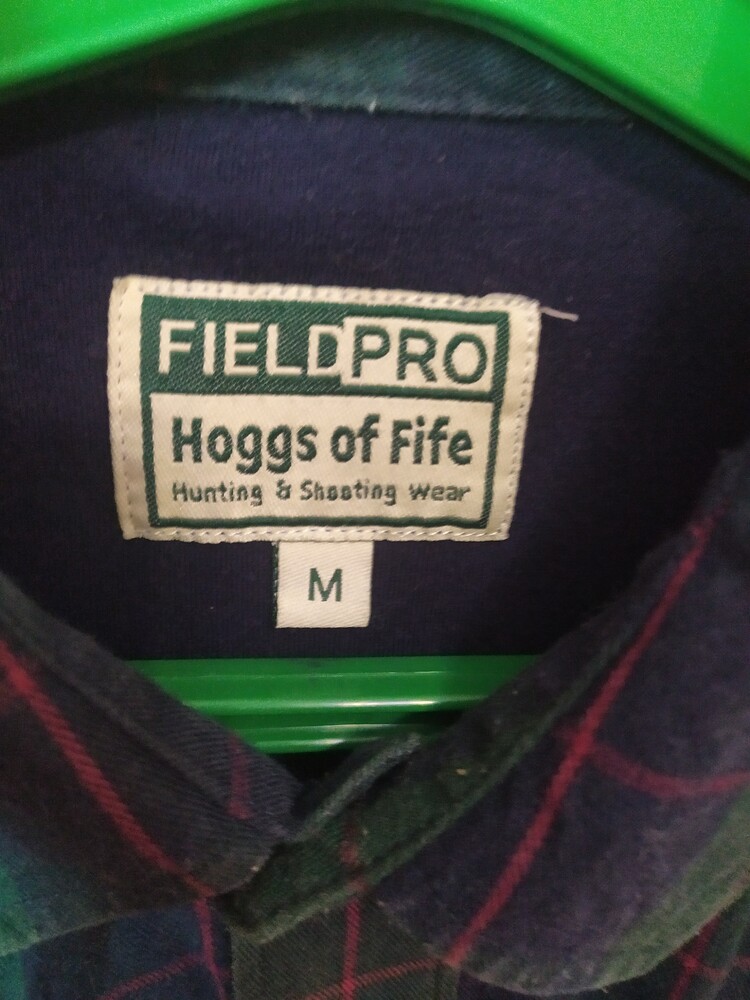 FIELDPRO
Hoggs of Fife
Hunting & Shooting Wear
M